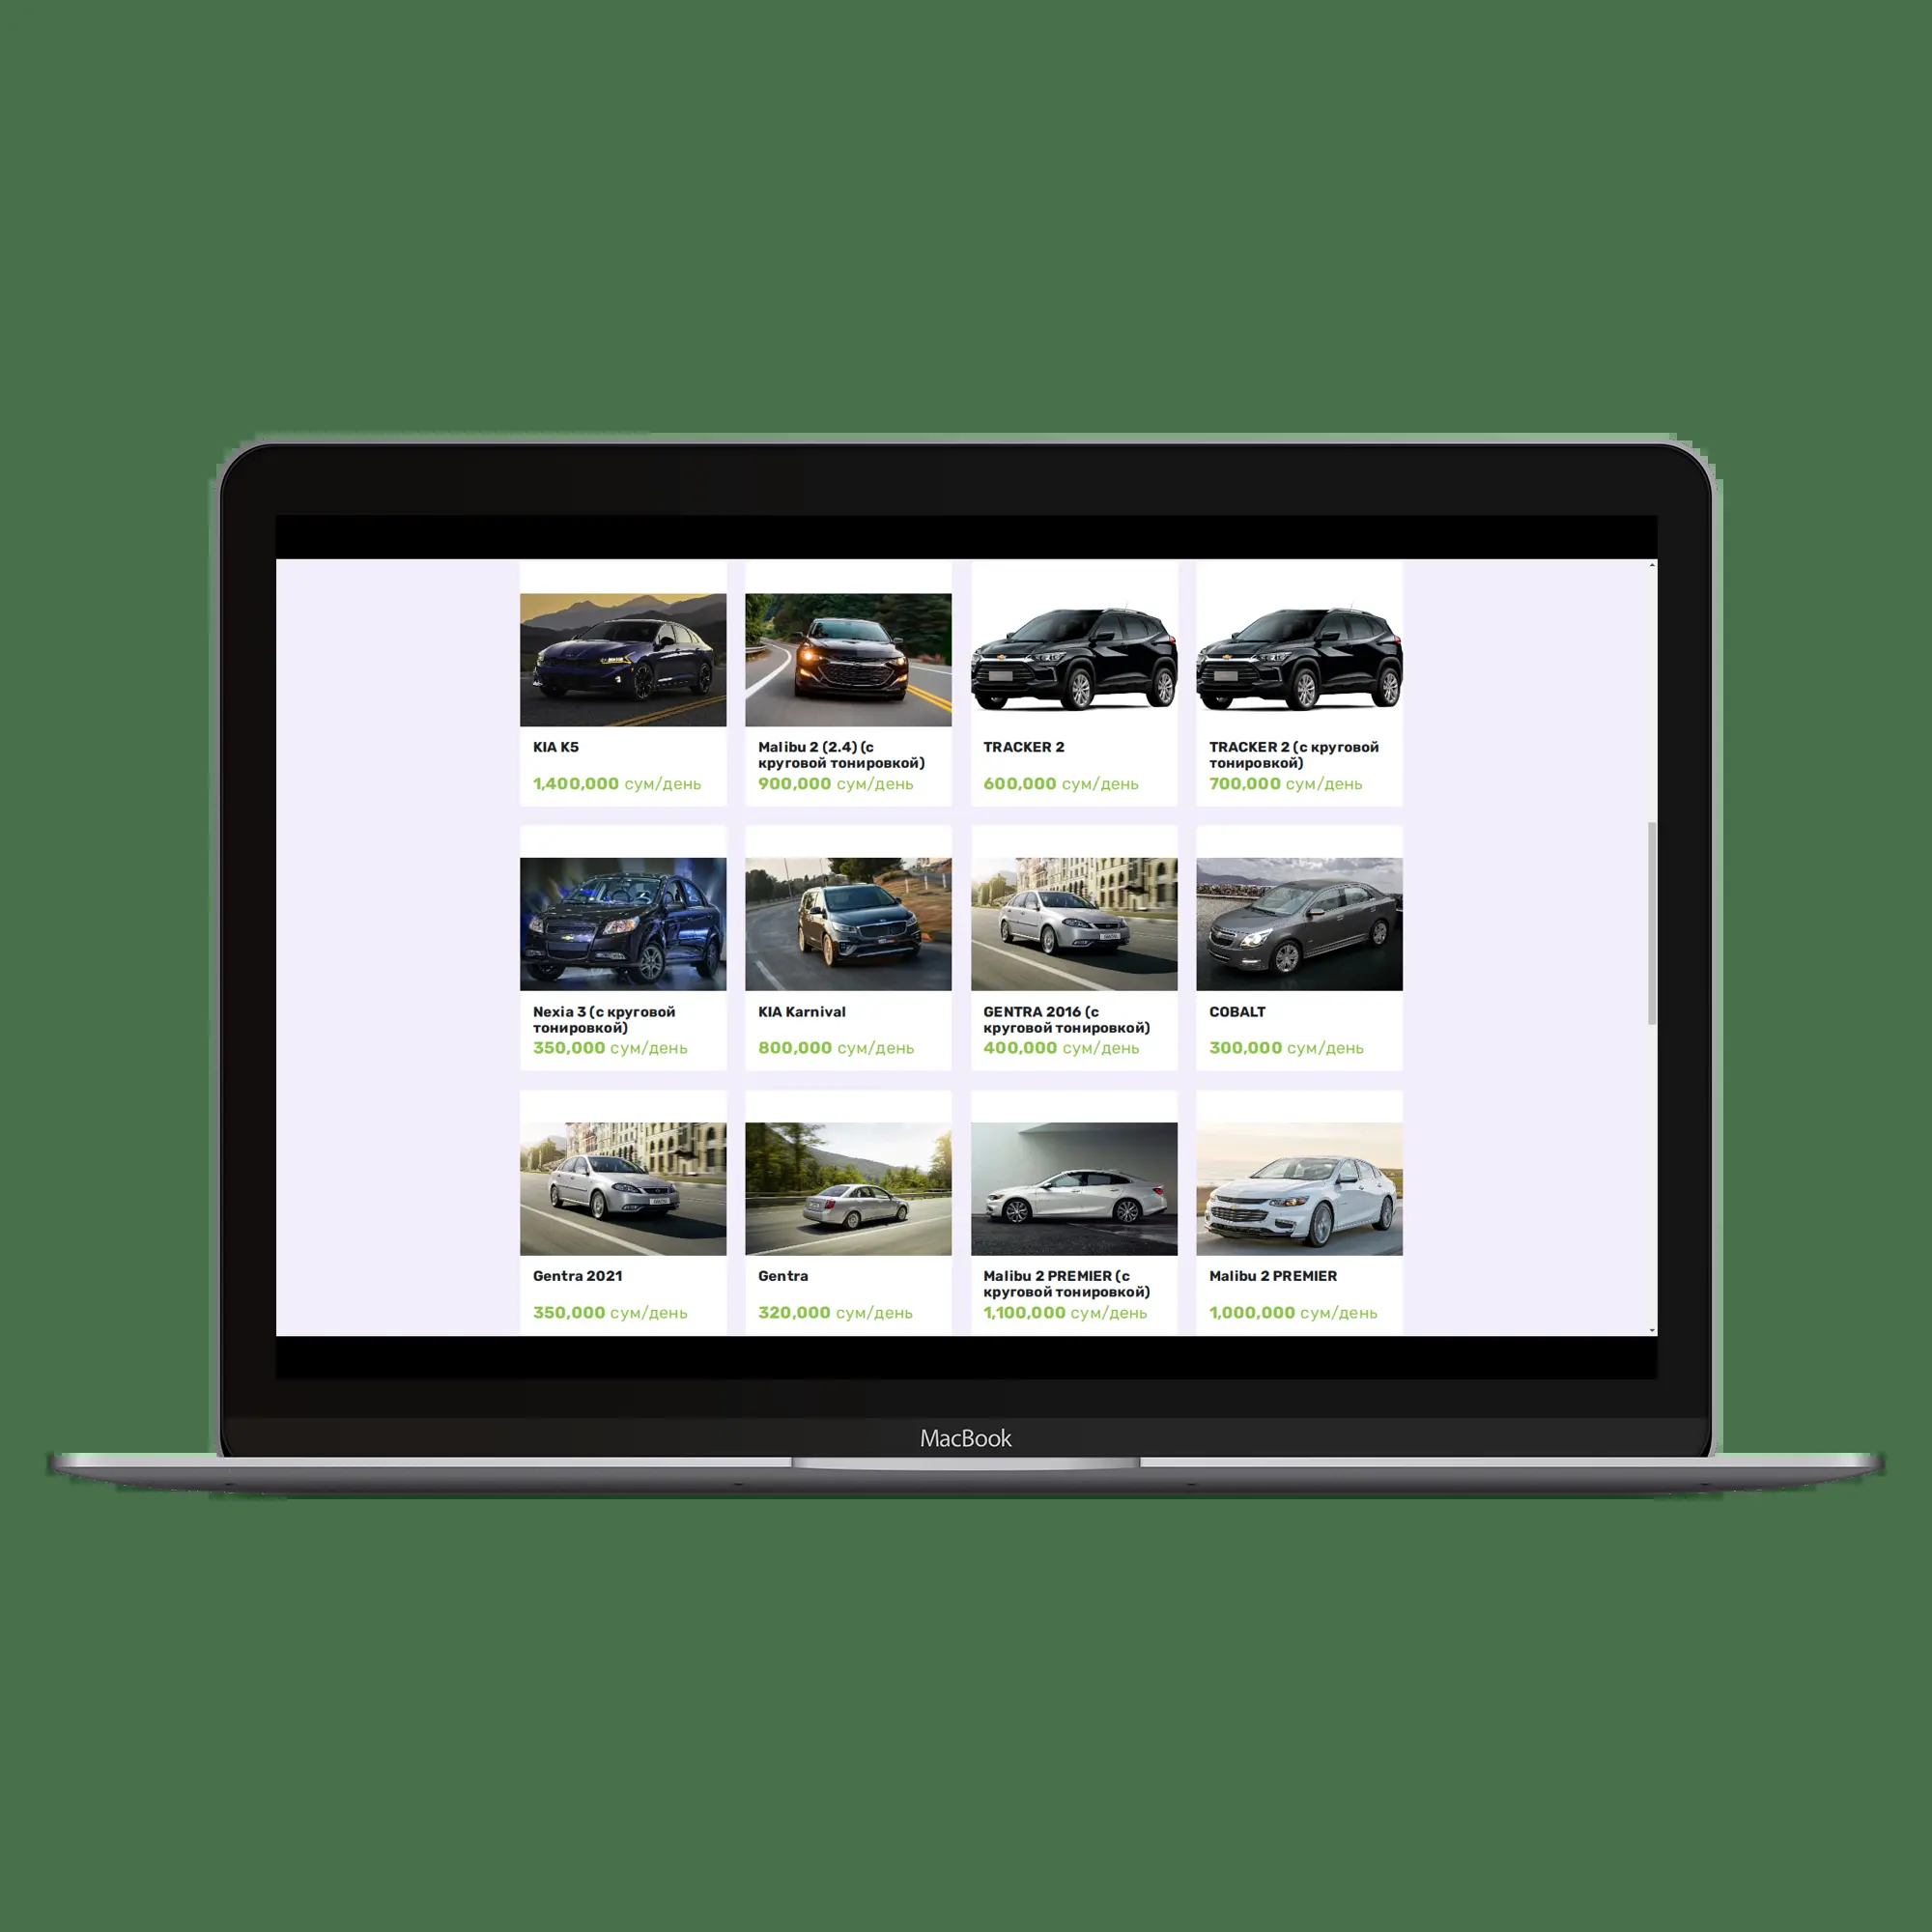 KIA K5
1,400,000 сум/день
Malibu 2 (2.4) (с
круговой тонировкой)
900,000 сум/день
TRACKER 2
600,000 сум/день
TRACKER 2 (с круговой
тонировкой)
700,000 сум/день
Nexia 3 (с круговой
тонировкой)
350,000 сум/день
KIA Karnival
800,000 сум/день
GENTRA 2016 (с
круговой тонировкой)
400,000 сум/день
COBALT
300,000 сум/день
Gentra 2021
350,000 сум/день
Gentra
320,000 сум/день
Malibu 2 PREMIER (с
круговой тонировкой)
1,100,000 сум/день
Malibu 2 PREMIER
1,000,000 сум/день
MacBook